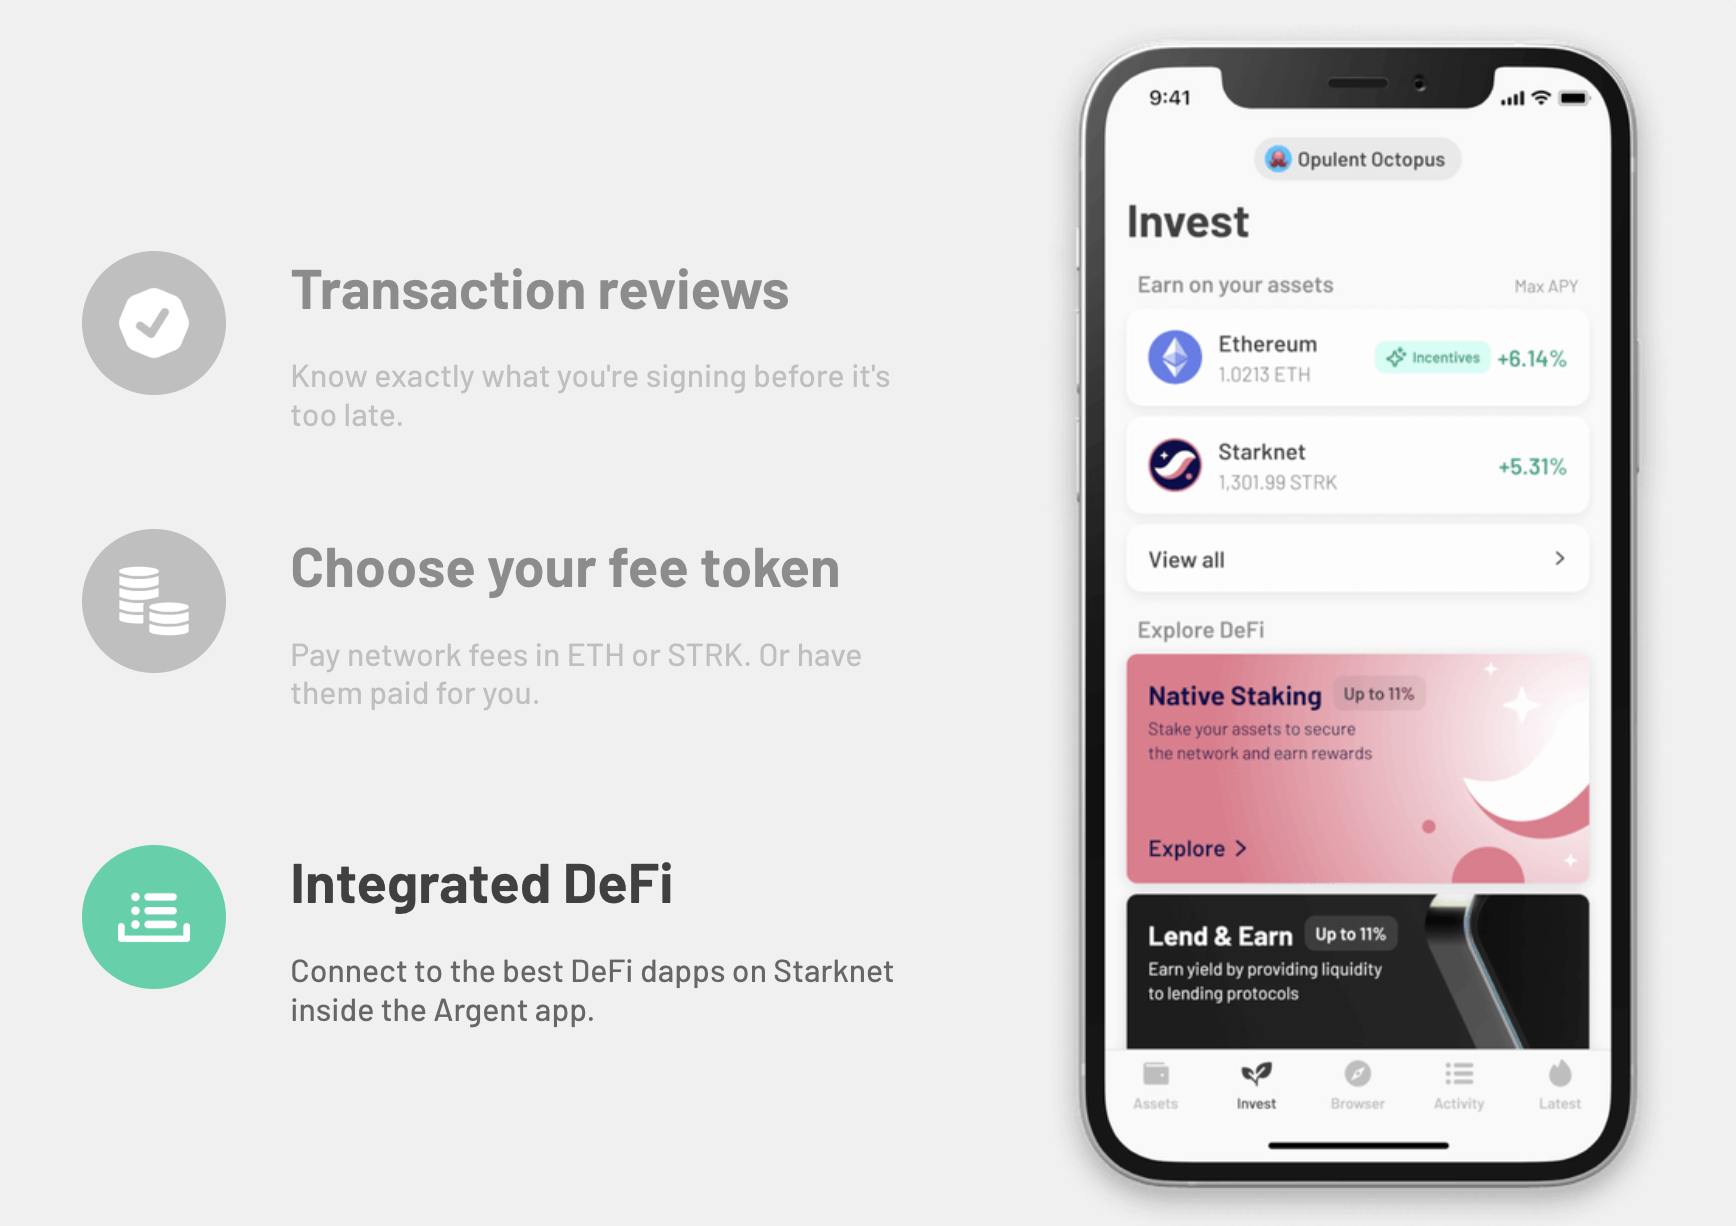 Transaction reviews
Know exactly what you're signing before it's
too late.
Choose your fee token
Pay network fees in ETH or STRK. Or have
them paid for you.
Integrated DeFi
Connect to the best DeFi dapps on Starknet
inside the Argent app.
9:41
Opulent Octopus
Invest
Earn on your assets Max APY
Ethereum
1.0213 ETH
Incentives +6.14%
Starknet
1,301.99 STRK
+5.31%
View all
Explore DeFi
Native Staking Up to 11%
Stake your assets to secure
the network and earn rewards
Explore
Lend & Earn Up to 11%
Earn yield by providing liquidity
to lending protocols
Assets Invest Browser Activity Latest